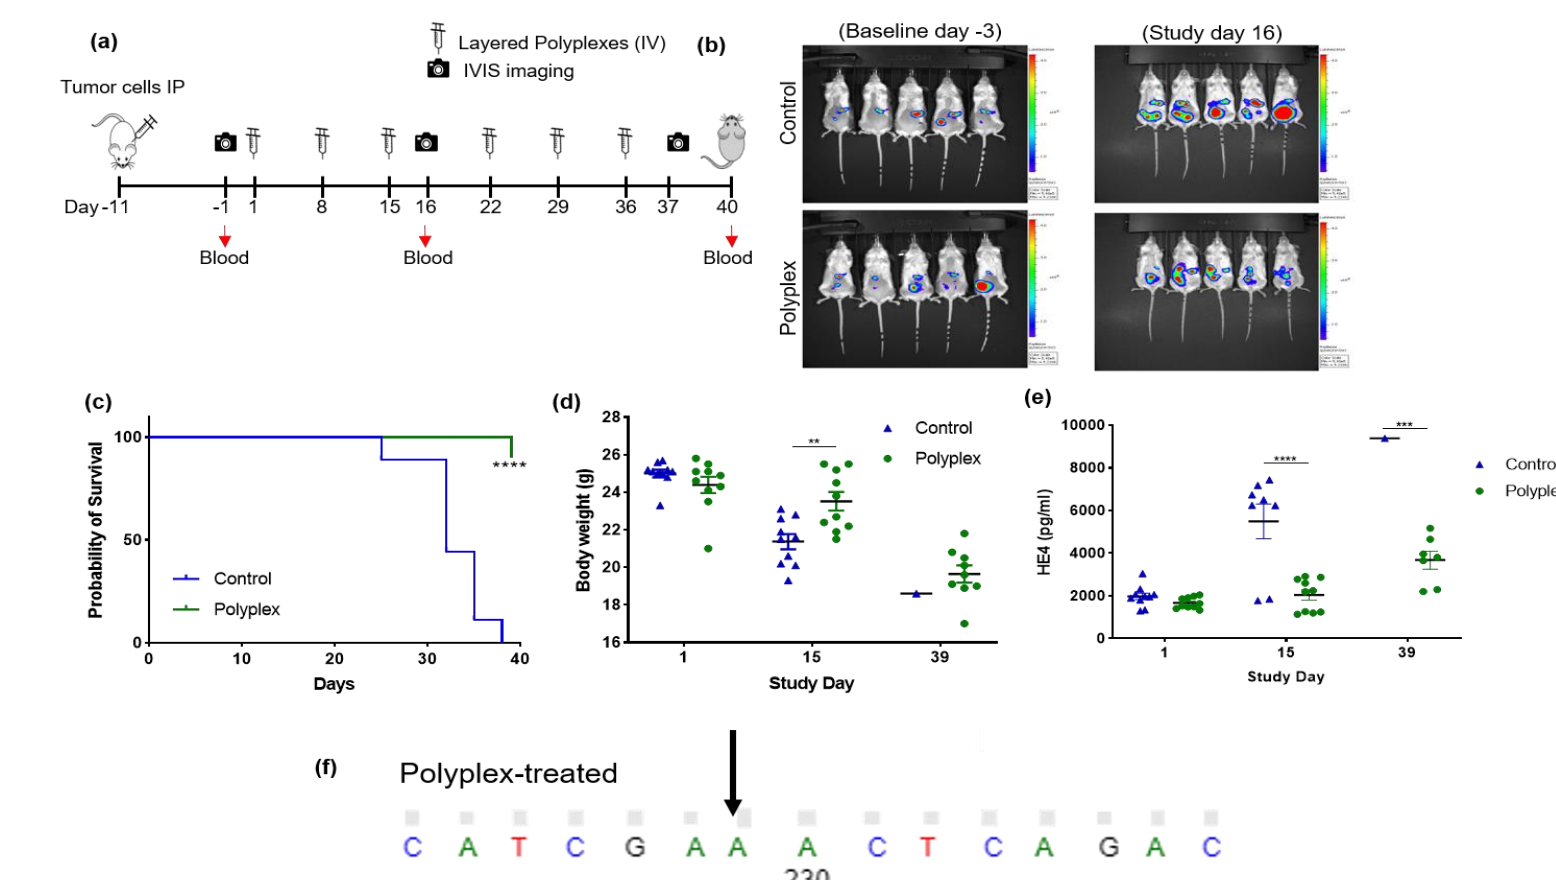 (a)
Layered Polyplexes (IV)
IVIS imaging
Tumor cells IP
Day -11 -1 1 8 15 16 22 29 36 37 40
Blood Blood Blood
(b)
(Baseline day -3) (Study day 16)
Control
Polyplex
(c)
Probability of Survival
100
50
0
0 10 20 30 40
Days
Control
Polyplex
****
(d)
Body weight (g)
28
26
24
22
20
18
16
1 15 39
Study Day
Control
Polyplex
**
(e)
HE4 (pg/ml)
10000
8000
6000
4000
2000
0
1 15 39
Study Day
****
***
Contro
Polyple
(f)
Polyplex-treated
C A T C G A A A C T C A G A C
230